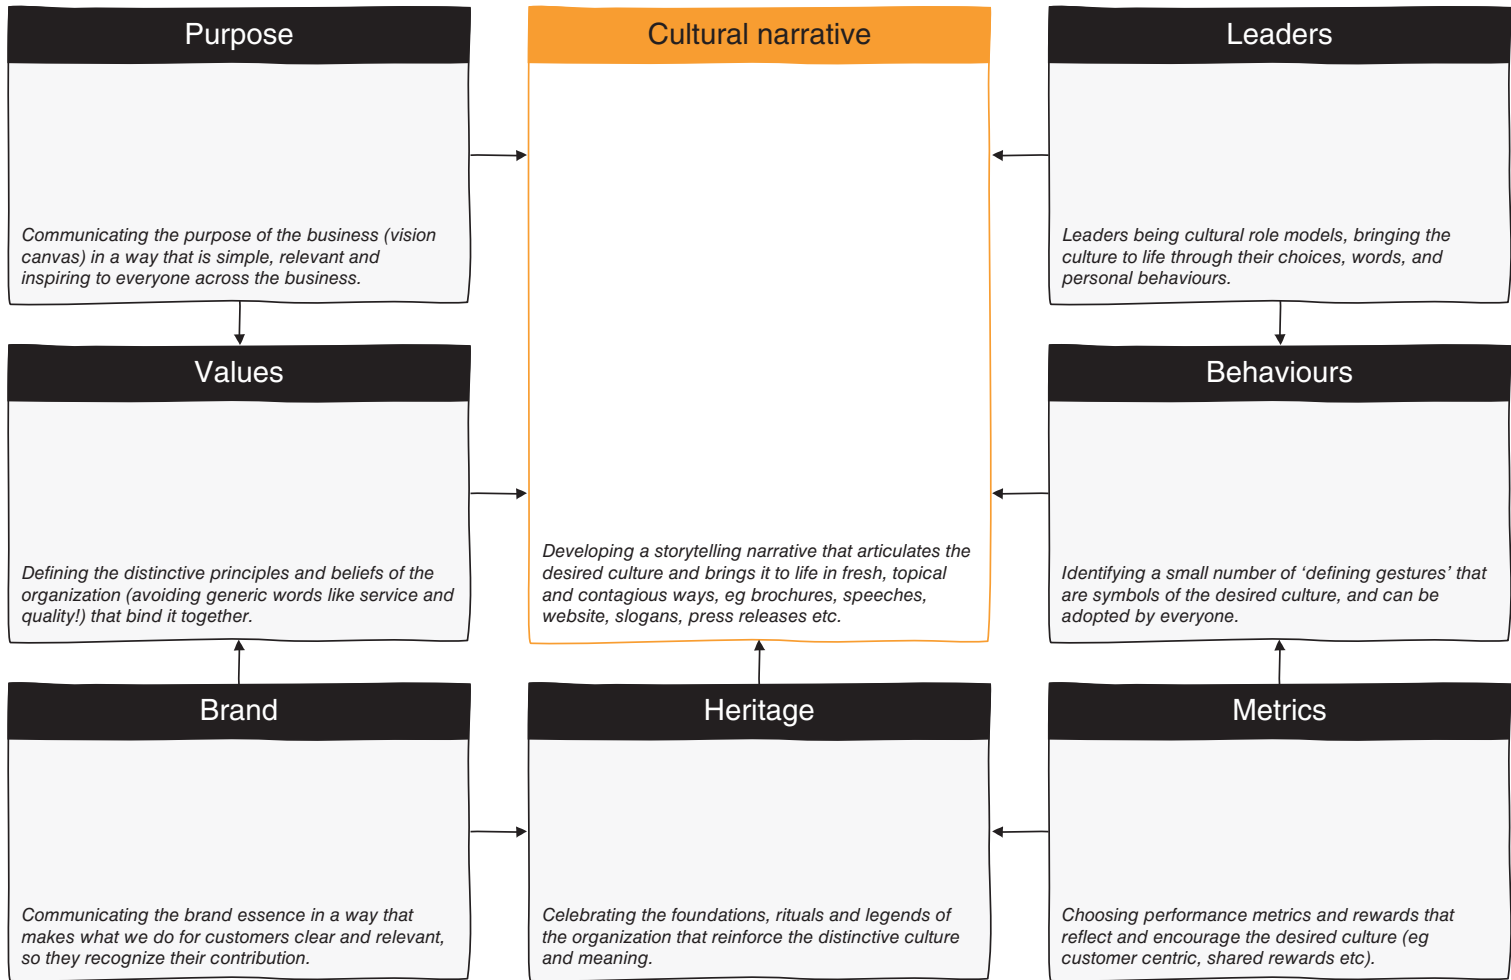 Purpose
Communicating the purpose of the business (vision
canvas) in a way that is simple, relevant and
inspiring to everyone across the business.
Cultural narrative
Developing a storytelling narrative that articulates the
desired culture and brings it to life in fresh, topical
and contagious ways, eg brochures, speeches,
website, slogans, press releases etc.
Leaders
Leaders being cultural role models, bringing the
culture to life through their choices, words, and
personal behaviours.
Values
Defining the distinctive principles and beliefs of the
organization (avoiding generic words like service and
quality!) that bind it together.
Behaviours
Identifying a small number of ‘defining gestures’ that
are symbols of the desired culture, and can be
adopted by everyone.
Brand
Communicating the brand essence in a way that
makes what we do for customers clear and relevant,
so they recognize their contribution.
Heritage
Celebrating the foundations, rituals and legends of
the organization that reinforce the distinctive culture
and meaning.
Metrics
Choosing performance metrics and rewards that
reflect and encourage the desired culture (eg
customer centric, shared rewards etc).